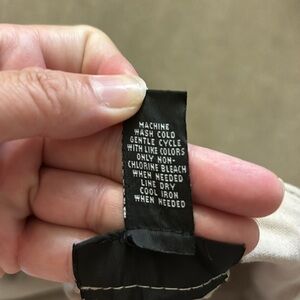 MACHINE
WASH COLD
GENTLE CYCLE
WITH LIKE COLORS
ONLY NON-
CHLORINE BLEACH
WHEN NEEDED
LINE DRY
COOL IRON
WHEN NEEDED